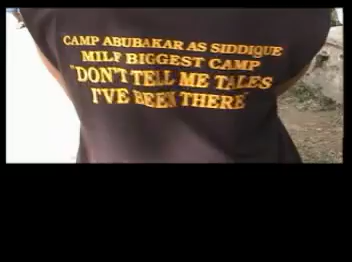 CAMP ABUBAKAR AS SIDDIQUE
MILF BIGGEST CAMP
"DON'T TELL ME TALES
I'VE BEEN THERE